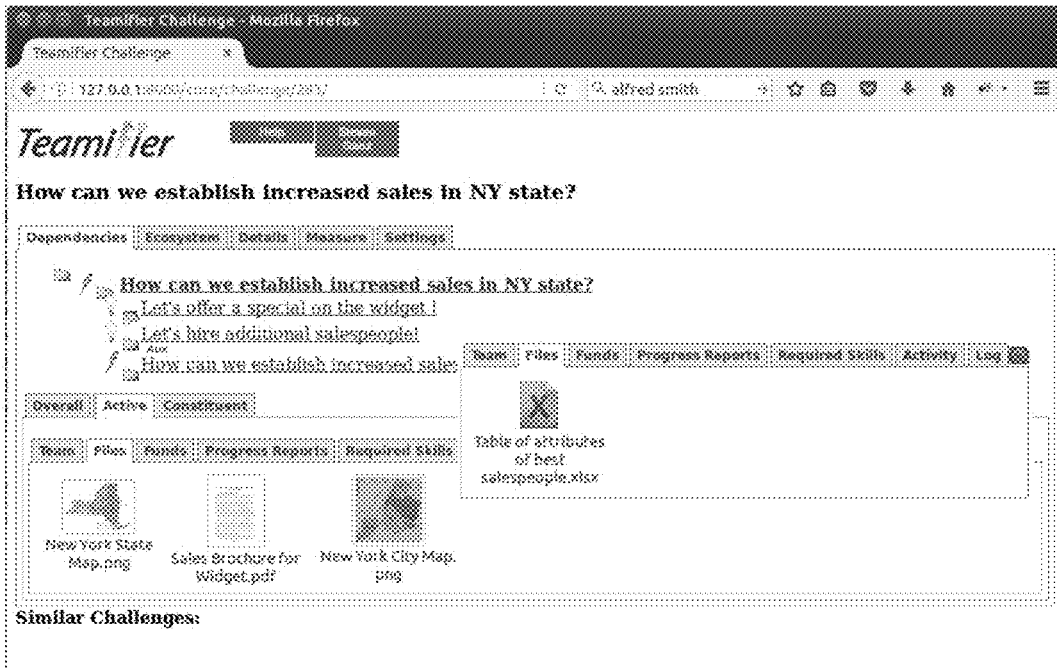 Teamifier Challenge - Mozilla Firefox
Teamifier Challenge ×
127.0.0.1:8000/core/challenge/283/ alfred smith
Teamifier
How can we establish increased sales in NY state?
Dependencies Ecosystem Details Measure Settings
How can we establish increased sales in NY state?
Let's offer a special on the widget !
Let's hire additional salespeople!
Aux
How can we establish increased sales
Team Files Funds Progress Reports Required Skills Activity Log
Table of attributes
of best
salespeople.xlsx
Overall Active Constituent
Team Files Funds Progress Reports Required Skills
New York State
Map.png
Sales Brochure for
Widget.pdf
New York City Map.
png
Similar Challenges: